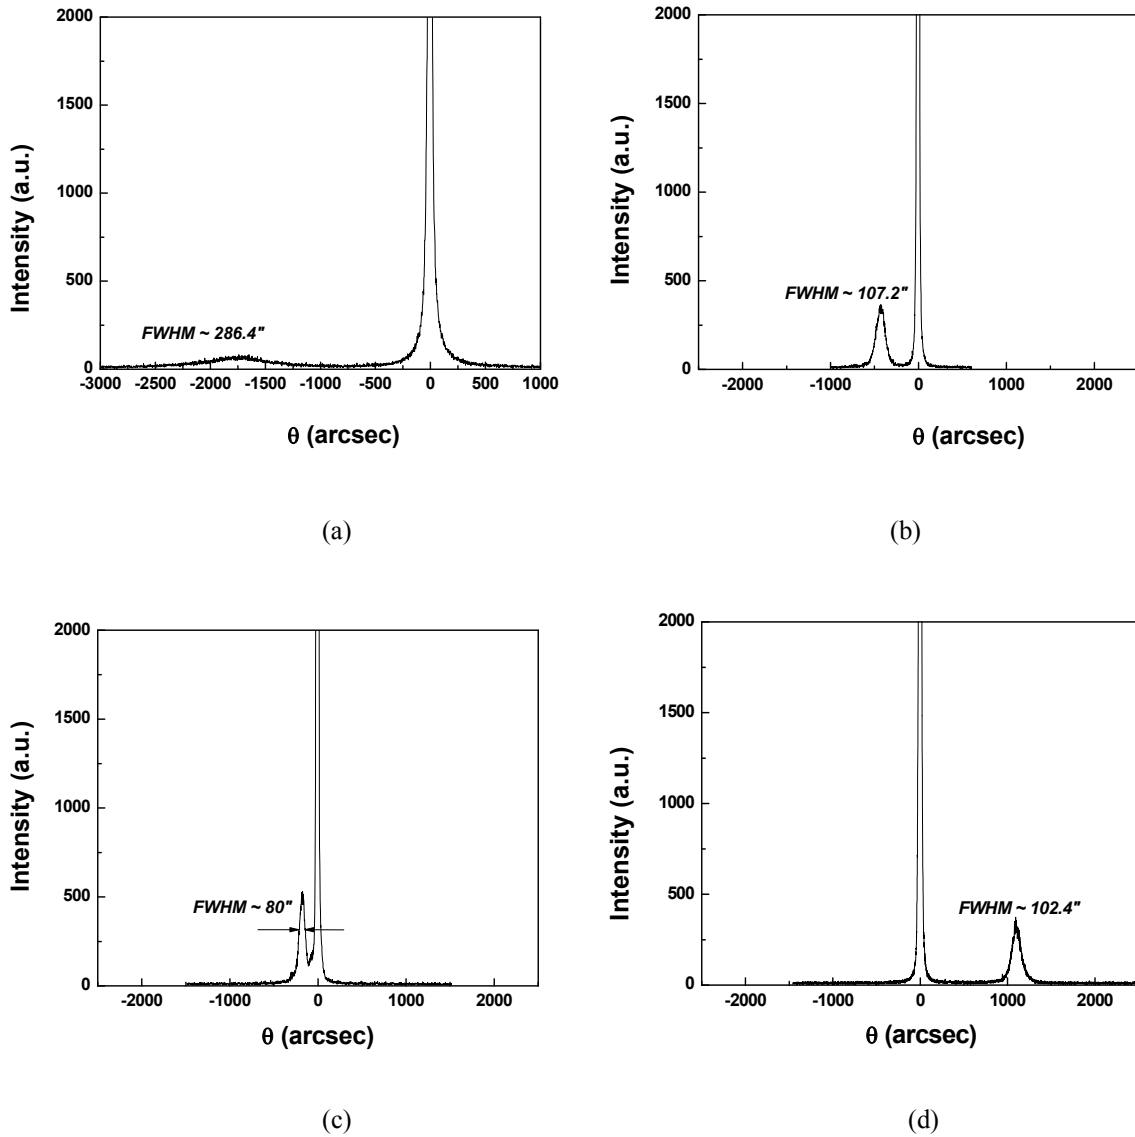 2000
1500
1000
500
0
Intensity (a.u.)
FWHM ~ 286.4"
-3000 -2500 -2000 -1500 -1000 -500 0 500 1000
θ (arcsec)
(a)
2000
1500
1000
500
0
Intensity (a.u.)
FWHM ~ 107.2"
-2000 -1000 0 1000 2000
θ (arcsec)
(b)
2000
1500
1000
500
0
Intensity (a.u.)
FWHM ~ 80"
-2000 -1000 0 1000 2000
θ (arcsec)
(c)
2000
1500
1000
500
0
Intensity (a.u.)
FWHM ~ 102.4"
-2000 -1000 0 1000 2000
θ (arcsec)
(d)